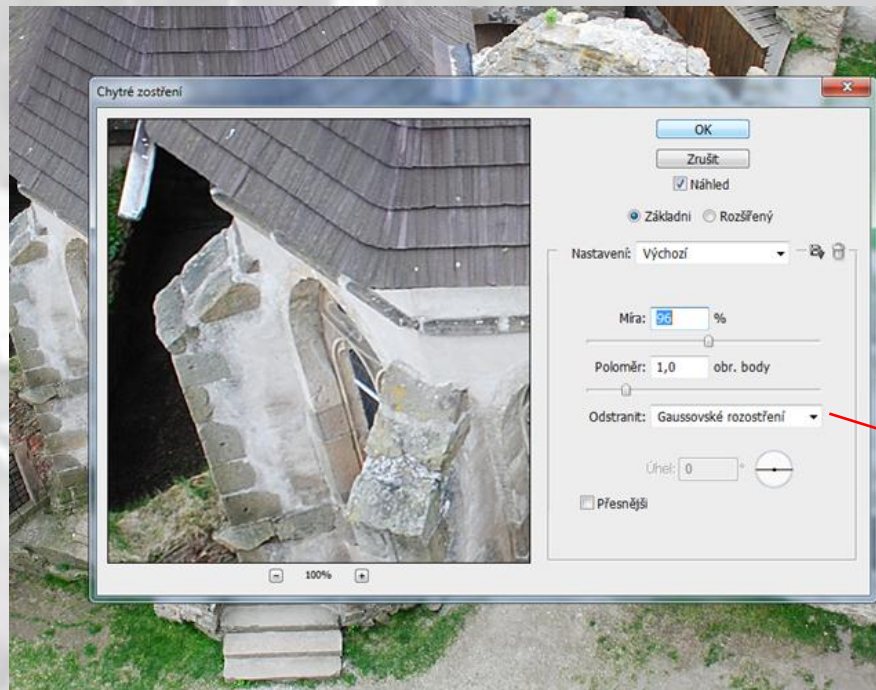 Chytré zostření
OK
Zrušit
Náhled
Základni Rozšířený
Nastavení: Výchozí
Míra: 96 %
Poloměr: 1,0 obr. body
Odstranit: Gaussovské rozostření
Úhel: 0 °
Přesnější
100%